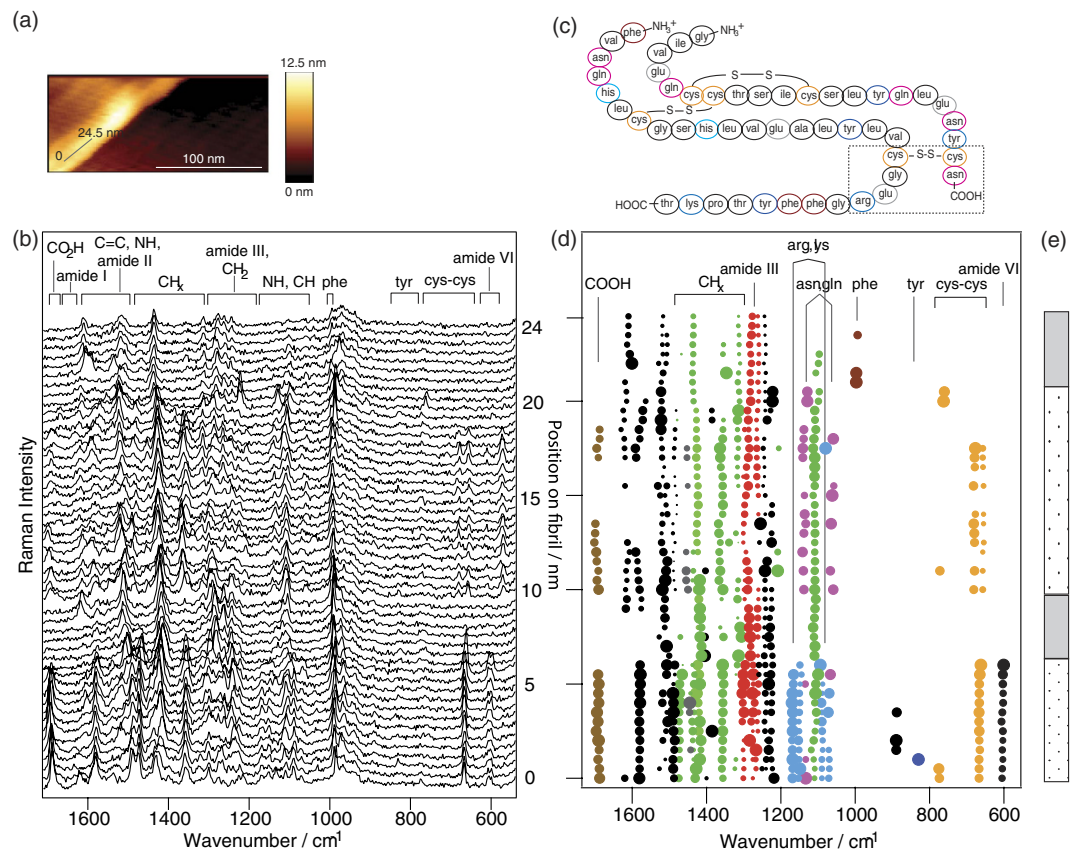 (a)
12.5 nm
24.5 nm
0
100 nm
0 nm
(c)
val phe NH3+
ile gly NH3+
asn val
gln glu
his gln cys cys thr ser ile cys ser leu tyr gln leu glu
S S
leu cys S S
asn
gly ser his leu val glu ala leu tyr leu val
tyr
cys S-S cys
gly asn
glu COOH
HOOC thr lys pro thr tyr phe phe gly arg
(b)
CO2H
amide I
C=C, NH,
amide II
CHx
amide III,
CH2
NH, CH
phe
tyr
cys-cys
amide VI
Raman Intensity
24
20
15
10
5
0
Position on fibril / nm
1600 1400 1200 1000 800 600
Wavenumber / cm-1
(d)
COOH
CHx
amide III
arg,lys
asn,gln
phe
tyr
cys-cys
amide VI
1600 1400 1200 1000 800 600
Wavenumber / cm-1
(e)